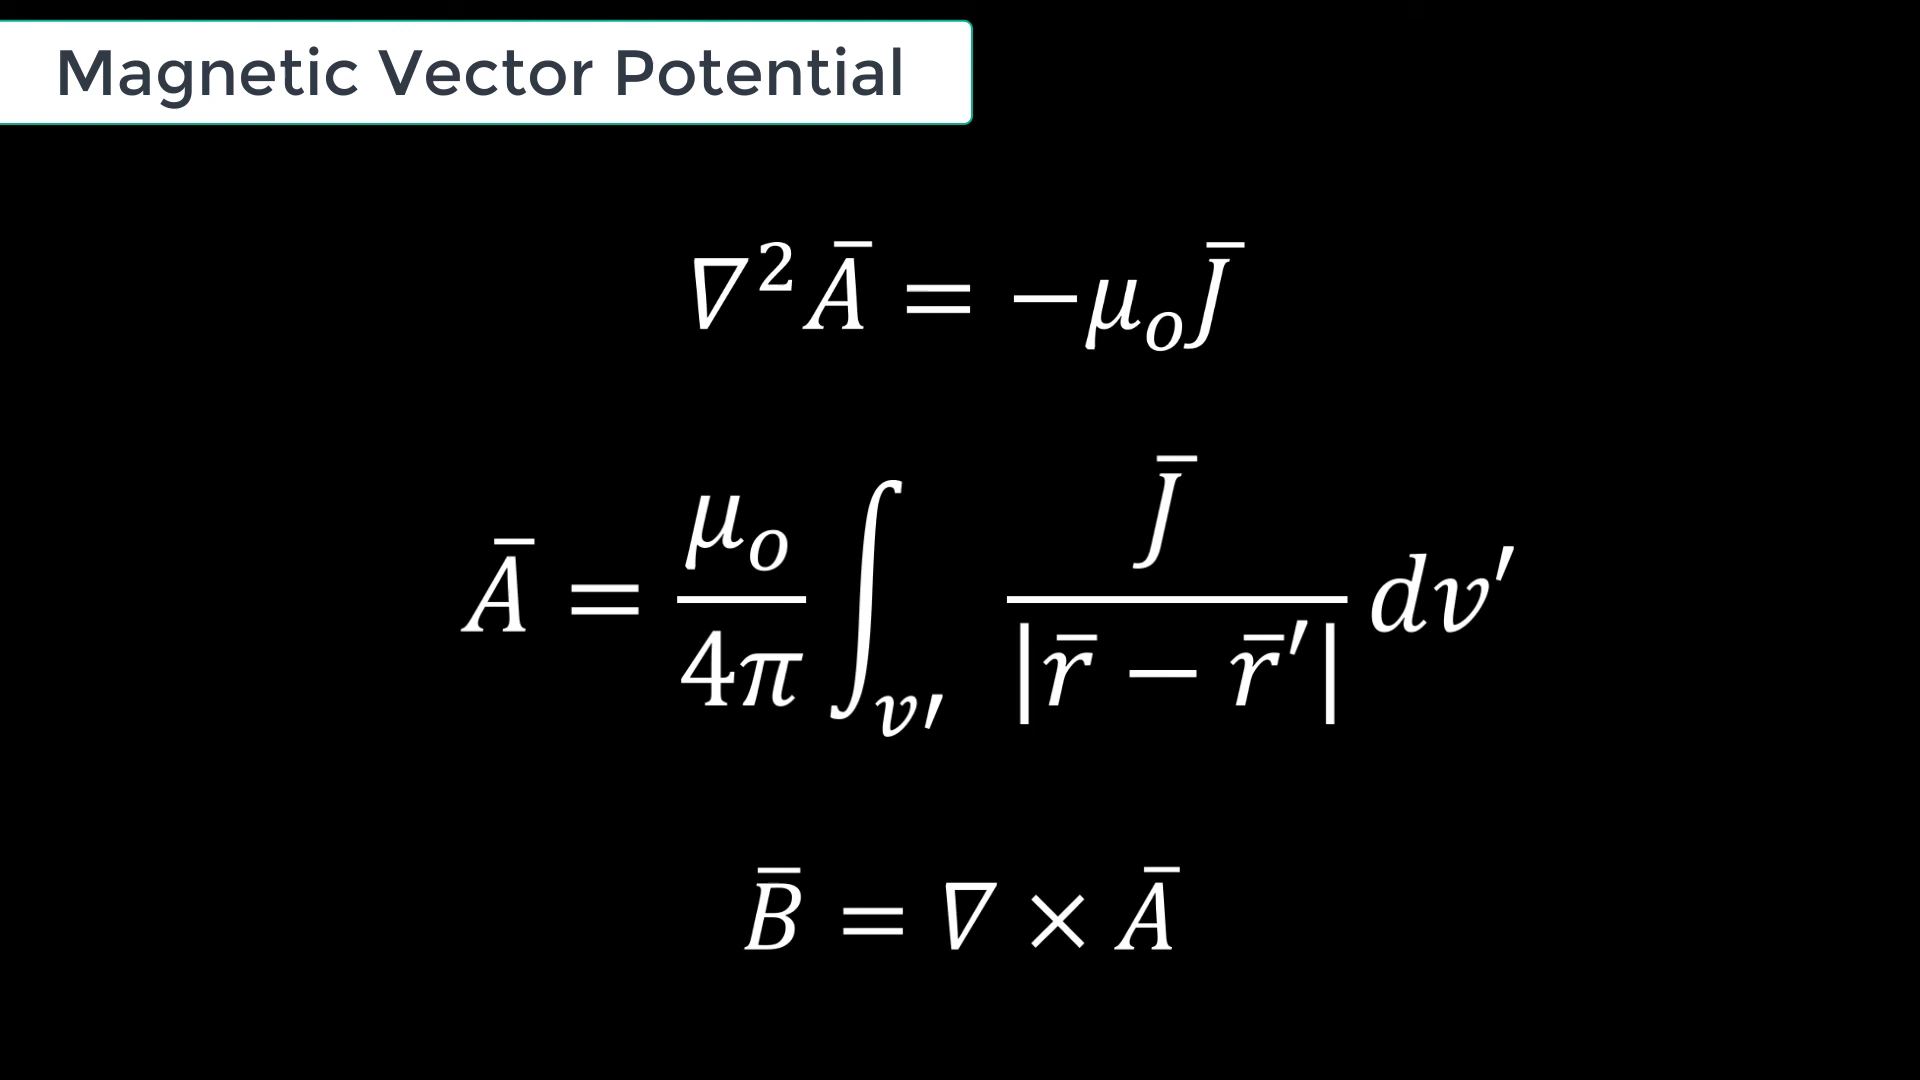 Magnetic Vector Potential
∇²Ā = −μₒJ̄
Ā = μₒ/4π ∫ᵥ′ J̄/|r̄ − r̄′| dv′
B̄ = ∇ × Ā